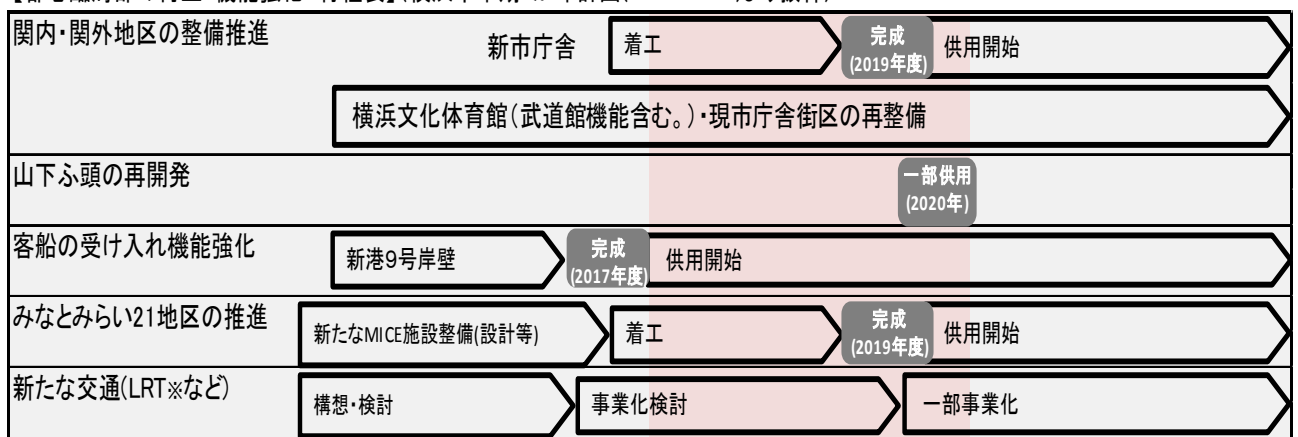 関内・関外地区の整備推進
新市庁舎
着工
完成
(2019年度)
供用開始
横浜文化体育館(武道館機能含む。)・現市庁舎街区の再整備
山下ふ頭の再開発
一部供用
(2020年)
客船の受け入れ機能強化
新港9号岸壁
完成
(2017年度)
供用開始
みなとみらい21地区の推進
新たなMICE施設整備(設計等)
着工
完成
(2019年度)
供用開始
新たな交通(LRT※など)
構想・検討
事業化検討
一部事業化